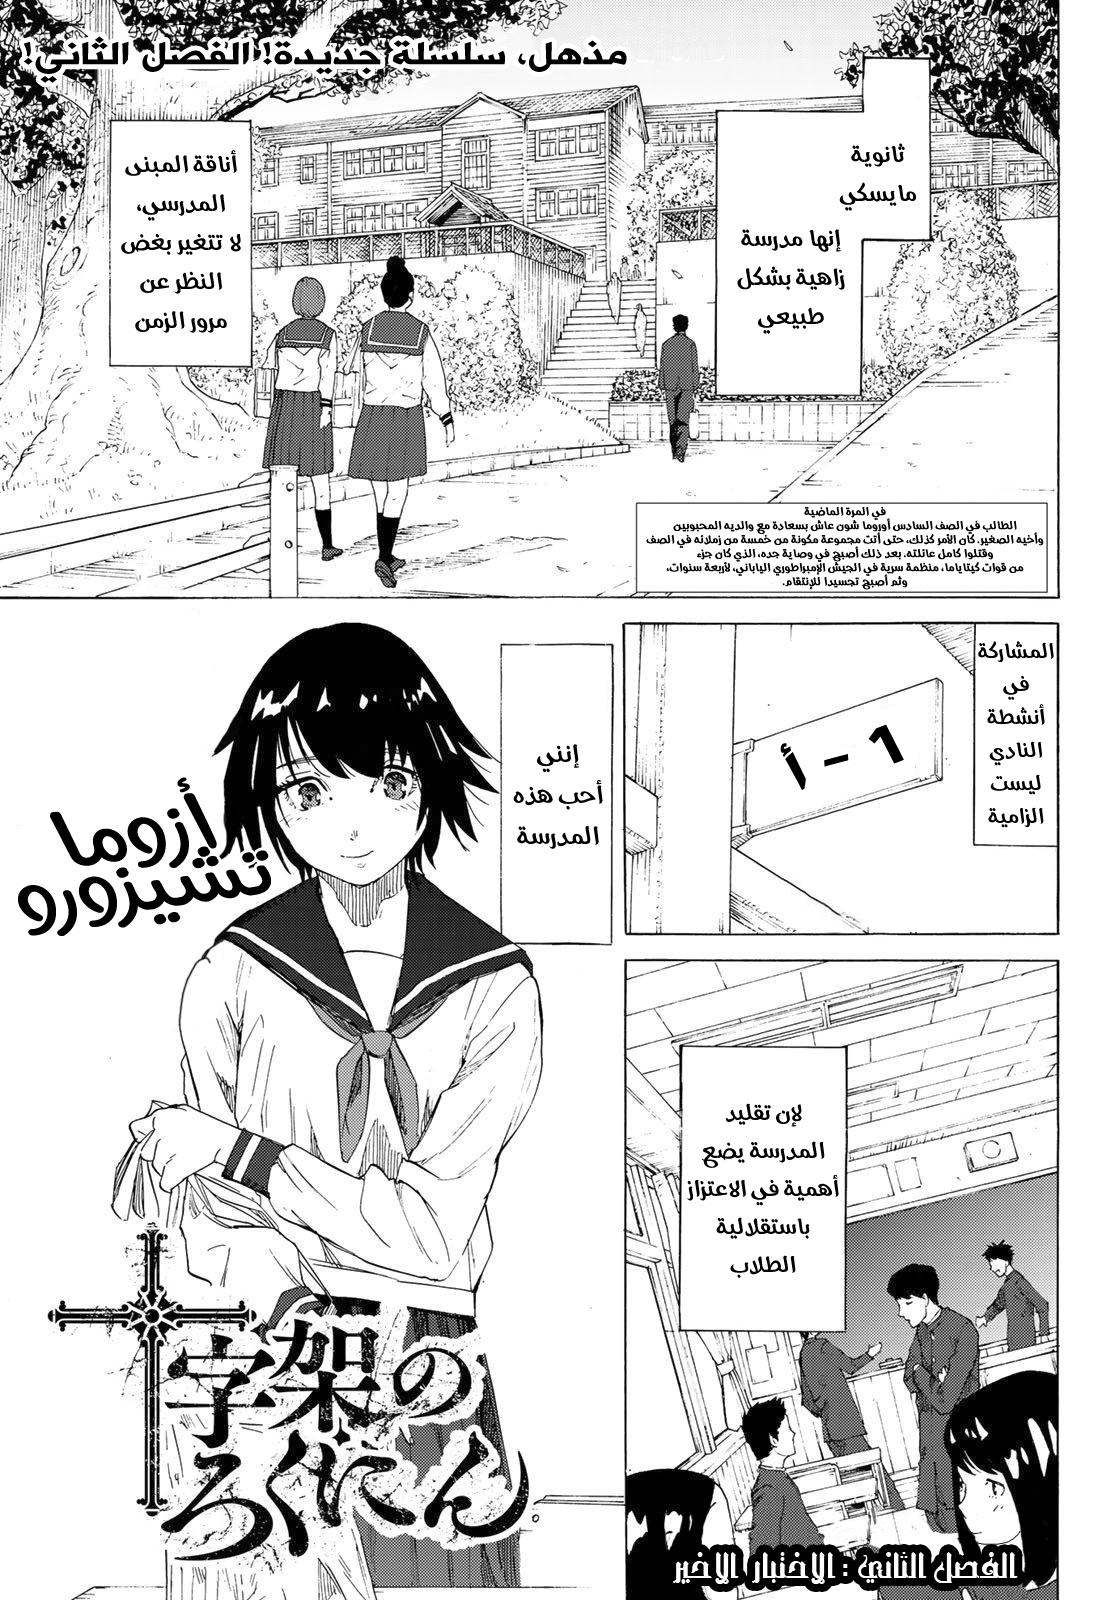 مذهل، سلسلة جديدة! الفصل الثاني!
ثانوية
مايسكي
إنها مدرسة
زاهية بشكل
طبيعي
أناقة المبنى
المدرسي،
لا تتغير بغض
النظر عن
مرور الزمن
في المرة الماضية
الطالب في الصف السادس أوروما شون عاش بسعادة مع والديه المحبوبين
وأخيه الصغير. كان الأمر كذلك، حتى أتت مجموعة مكونة من خمسة من زملائه في الصف
وقتلوا كامل عائلته. بعد ذلك أصبح في وصاية جده، الذي كان جزء
من قوات كيتاياما، منظمة سرية في الجيش الإمبراطوري الياباني، لأربعة سنوات،
وثم أصبح تجسيدا للإنتقام.
المشاركة
في
أنشطة
النادي
ليست
الزامية
1 - أ
إنني
أحب هذه
المدرسة
أزوما
تشيزورو
لإن تقليد
المدرسة يضع
أهمية في الاعتزاز
باستقلالية
الطلاب
十字架の
ろくにん
الفصل الثاني : الاختبار الاخير